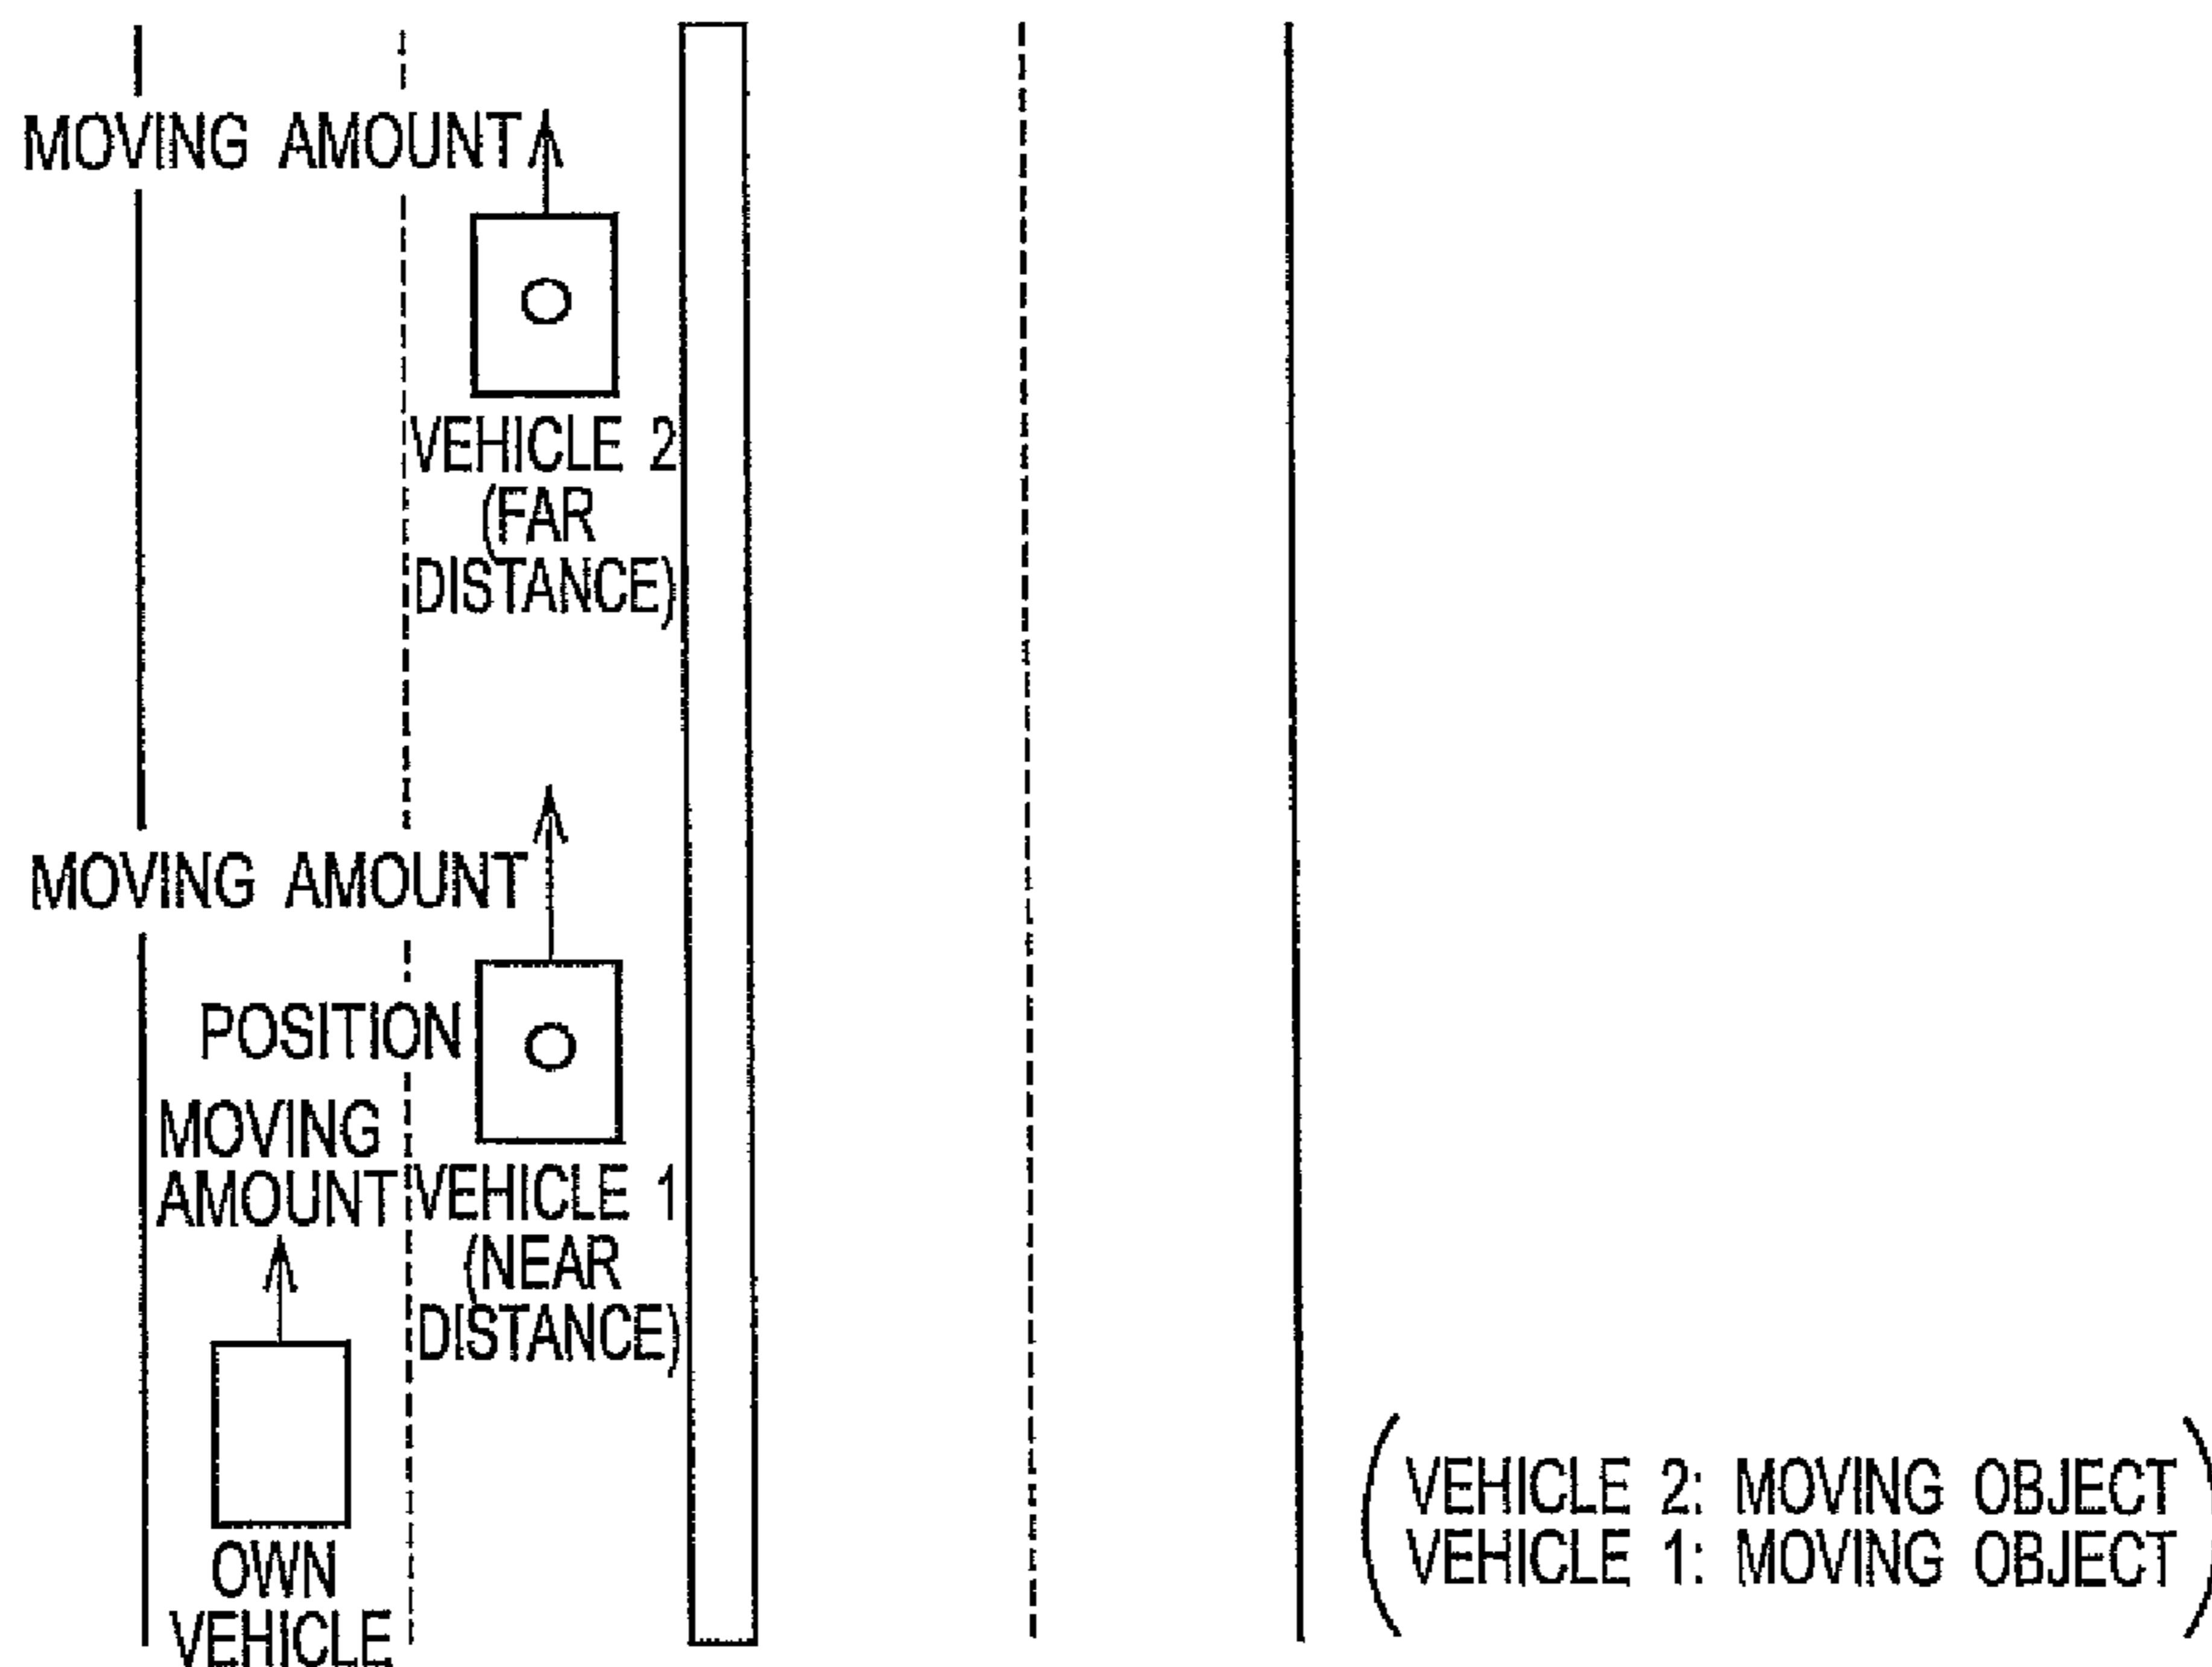 MOVING AMOUNT
VEHICLE 2
(FAR
DISTANCE)
MOVING AMOUNT
POSITION
MOVING
AMOUNT
VEHICLE 1
(NEAR
DISTANCE)
OWN
VEHICLE
VEHICLE 2: MOVING OBJECT
VEHICLE 1: MOVING OBJECT